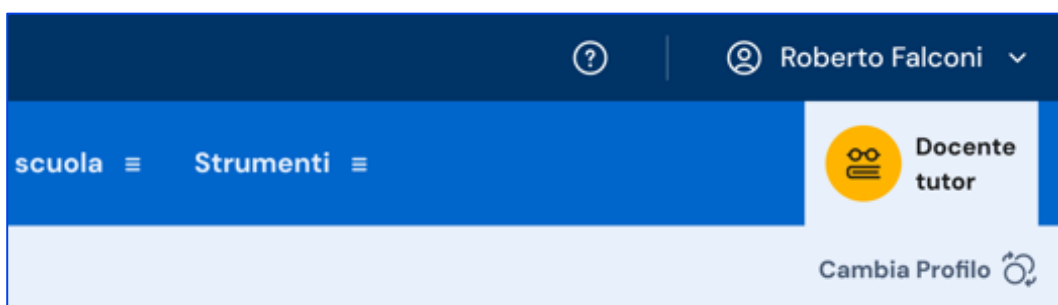 Roberto Falconi
scuola Strumenti
Docente
tutor
Cambia Profilo